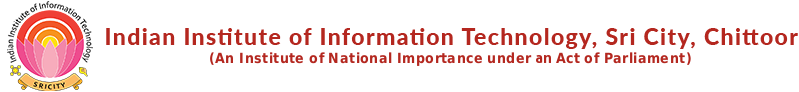 Indian Institute of Information Technology
SRICITY
Indian Institute of Information Technology, Sri City, Chittoor
(An Institute of National Importance under an Act of Parliament)